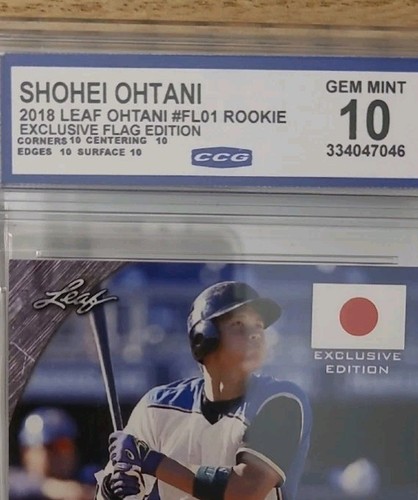 SHOHEI OHTANI
2018 LEAF OHTANI #FL01 ROOKIE
EXCLUSIVE FLAG EDITION
CORNERS 10 CENTERING 10
EDGES 10 SURFACE 10
CCG
GEM MINT
10
334047046
Leaf
EXCLUSIVE
EDITION